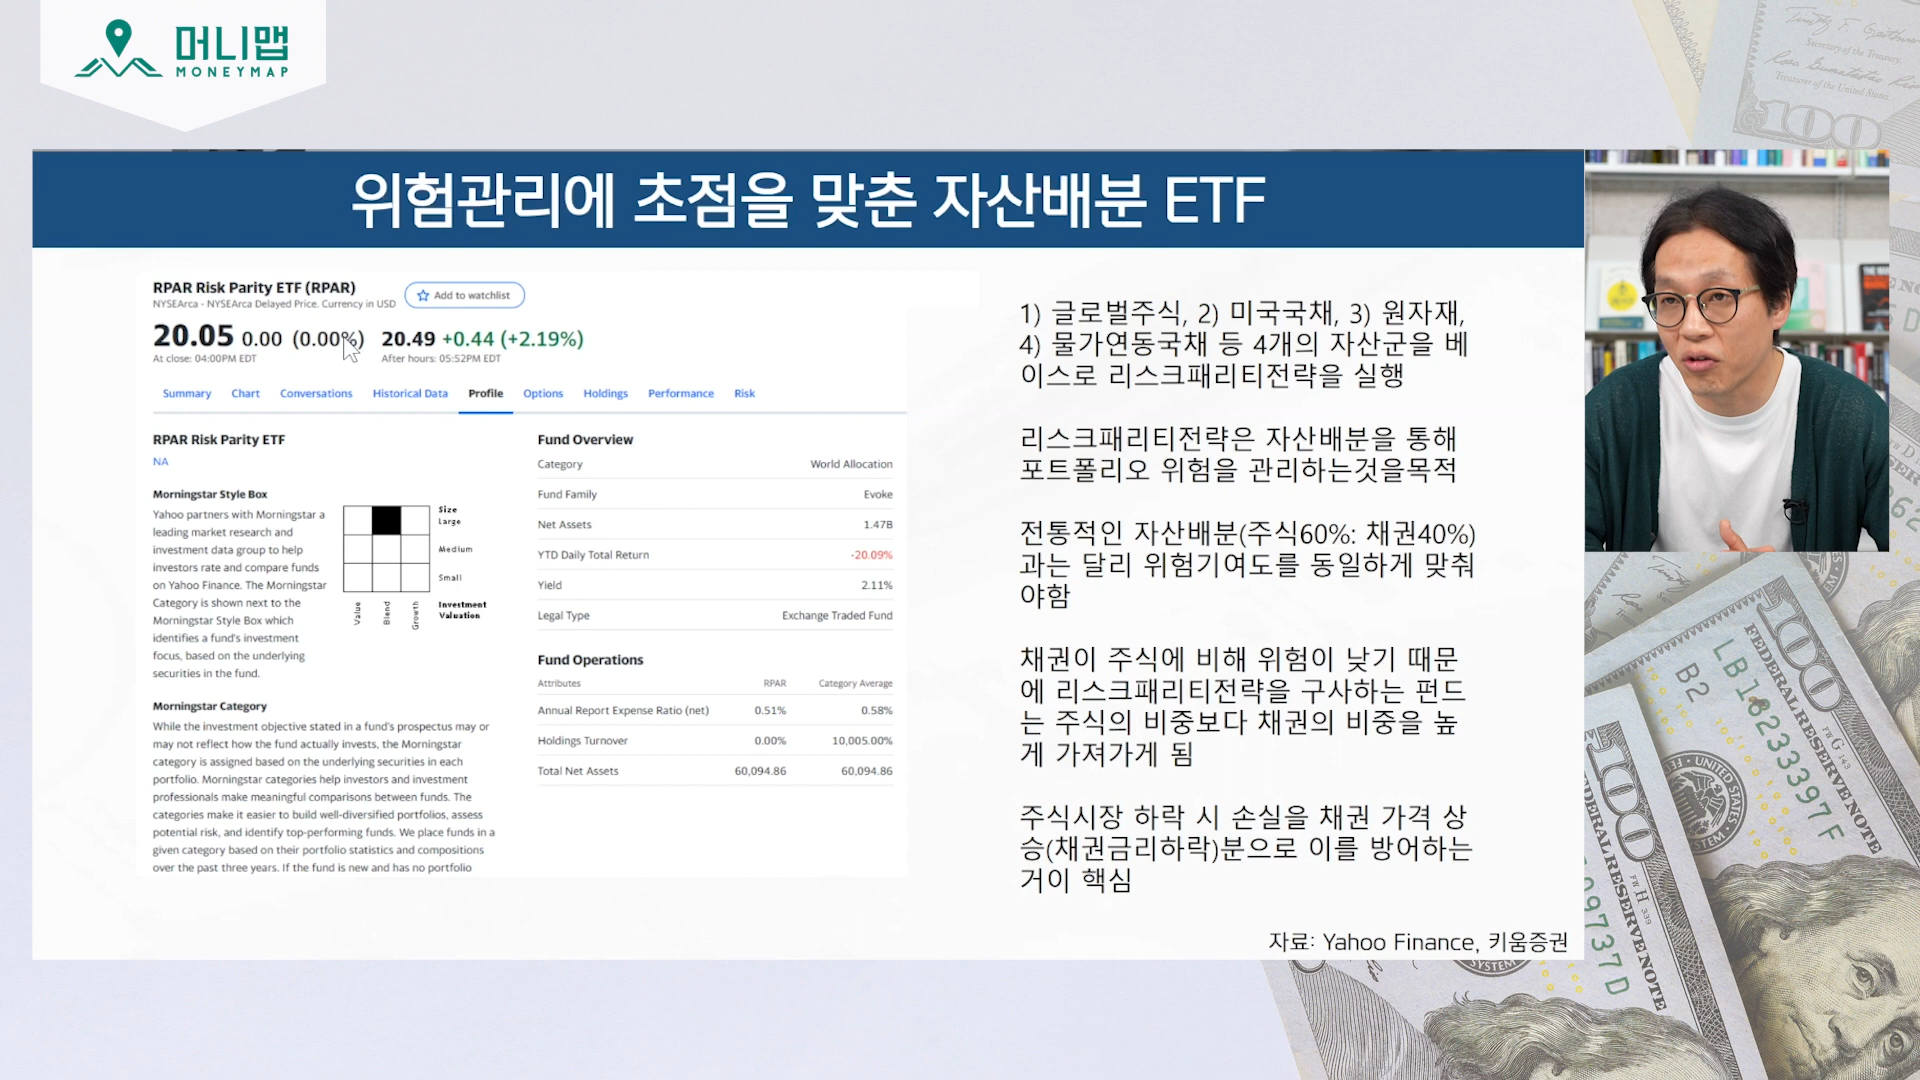 머니맵
MONEYMAP
위험관리에 초점을 맞춘 자산배분 ETF
RPAR Risk Parity ETF (RPAR)
Add to watchlist
NYSEArca - NYSEArca Delayed Price. Currency in USD
20.05 0.00 (0.00%) 20.49 +0.44 (+2.19%)
At close: 04:00PM EDT After hours: 05:52PM EDT
Summary Chart Conversations Historical Data Profile Options Holdings Performance Risk
RPAR Risk Parity ETF
NA
Morningstar Style Box
Yahoo partners with Morningstar a
leading market research and
investment data group to help
investors rate and compare funds
on Yahoo Finance. The Morningstar
Category is shown next to the
Morningstar Style Box which
identifies a fund's investment
focus, based on the underlying
securities in the fund.
Size
Large
Medium
Small
Investment
Valuation
Value
Blend
Growth
Morningstar Category
While the investment objective stated in a fund's prospectus may or
may not reflect how the fund actually invests, the Morningstar
category is assigned based on the underlying securities in each
portfolio. Morningstar categories help investors and investment
professionals make meaningful comparisons between funds. The
categories make it easier to build well-diversified portfolios, assess
potential risk, and identify top-performing funds. We place funds in a
given category based on their portfolio statistics and compositions
over the past three years. If the fund is new and has no portfolio
Fund Overview
Category World Allocation
Fund Family Evoke
Net Assets 1.47B
YTD Daily Total Return -20.09%
Yield 2.11%
Legal Type Exchange Traded Fund
Fund Operations
Attributes RPAR Category Average
Annual Report Expense Ratio (net) 0.51% 0.58%
Holdings Turnover 0.00% 10,005.00%
Total Net Assets 60,094.86 60,094.86
1) 글로벌주식, 2) 미국국채, 3) 원자재,
4) 물가연동국채 등 4개의 자산군을 베
이스로 리스크패리티전략을 실행
리스크패리티전략은 자산배분을 통해
포트폴리오 위험을 관리하는것을목적
전통적인 자산배분(주식60%: 채권40%)
과는 달리 위험기여도를 동일하게 맞춰
야함
채권이 주식에 비해 위험이 낮기 때문
에 리스크패리티전략을 구사하는 펀드
는 주식의 비중보다 채권의 비중을 높
게 가져가게 됨
주식시장 하락 시 손실을 채권 가격 상
승(채권금리하락)분으로 이를 방어하는
거이 핵심
자료: Yahoo Finance, 키움증권
Secretary of the Treasury.
Treasurer of the United States
100
FEDERAL RESERVE NOTE
LB18233397F
B2
100
UNITED
SYSTEM